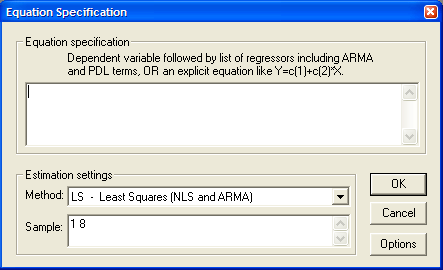 Equation Specification
Equation specification
Dependent variable followed by list of regressors including ARMA
and PDL terms, OR an explicit equation like Y=c(1)+c(2)*X.
Estimation settings
Method: LS - Least Squares (NLS and ARMA)
Sample: 1 8
OK
Cancel
Options